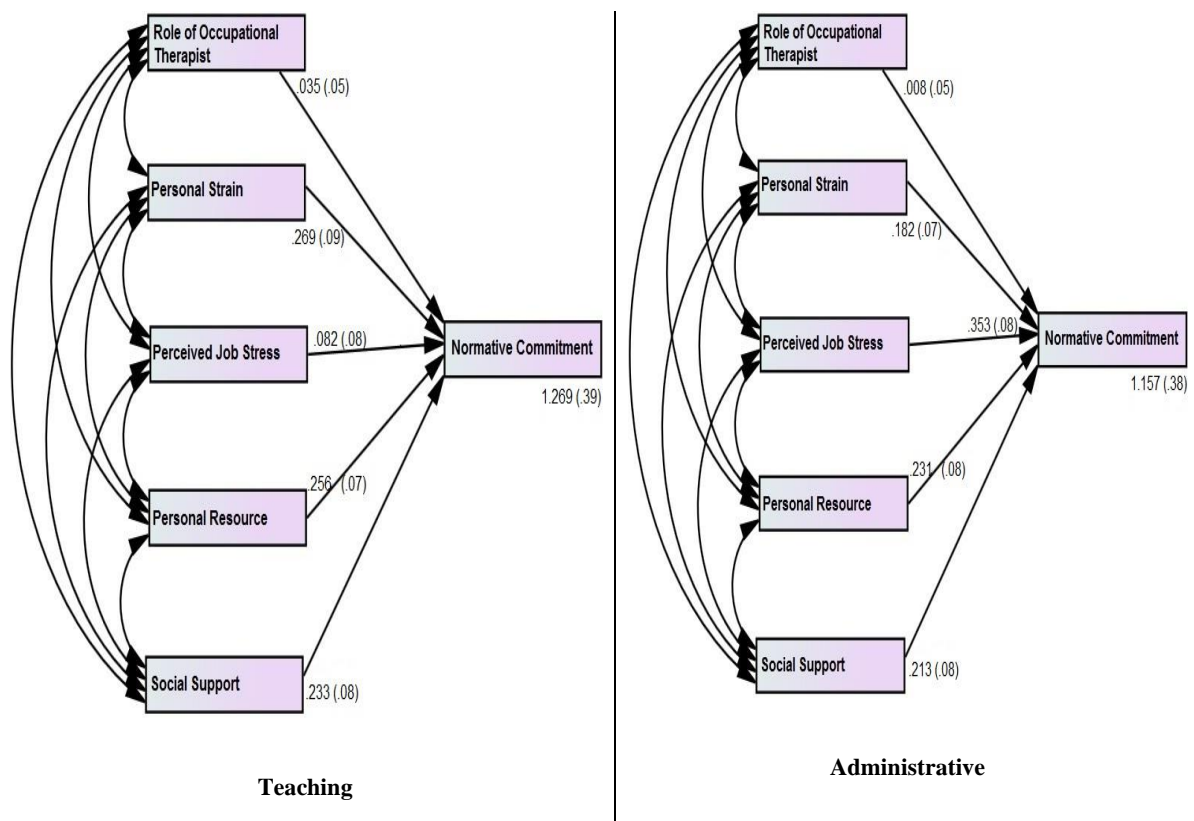 Role of Occupational
Therapist
.035 (.05)
Personal Strain
.269 (.09)
Perceived Job Stress
.082 (.08)
Normative Commitment
1.269 (.39)
Personal Resource
.256 (.07)
Social Support
.233 (.08)
Teaching
Role of Occupational
Therapist
.008 (.05)
Personal Strain
.182 (.07)
Perceived Job Stress
.353 (.08)
Normative Commitment
1.157 (.38)
Personal Resource
.231 (.08)
Social Support
.213 (.08)
Administrative